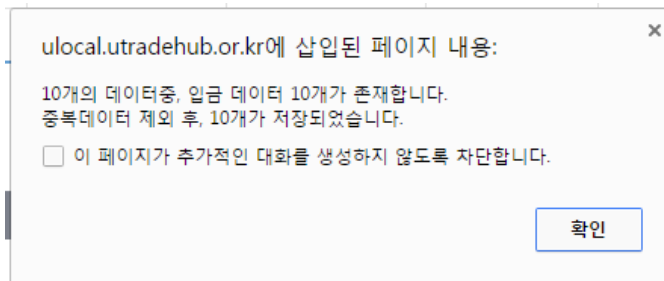 ulocal.utradehub.or.kr에 삽입된 페이지 내용:
10개의 데이터중, 입금 데이터 10개가 존재합니다.
중복데이터 제외 후, 10개가 저장되었습니다.
이 페이지가 추가적인 대화를 생성하지 않도록 차단합니다.
확인